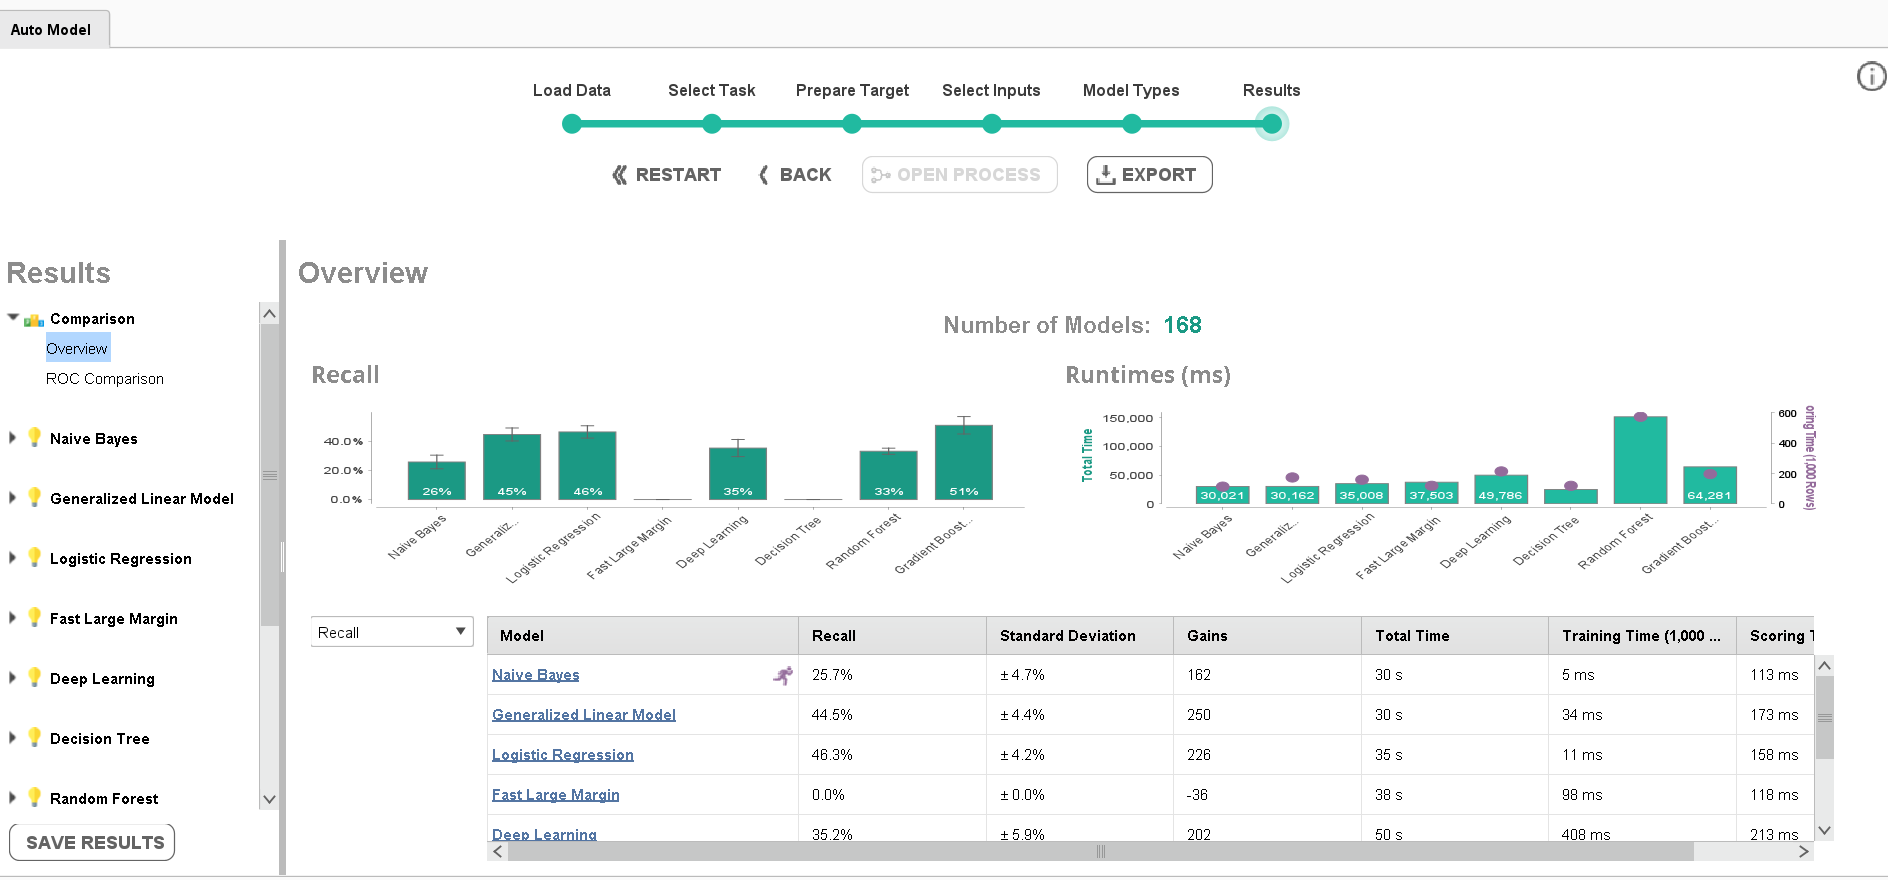 Auto Model
Load Data
Select Task
Prepare Target
Select Inputs
Model Types
Results
RESTART
BACK
OPEN PROCESS
EXPORT
Results
Comparison
Overview
ROC Comparison
Naive Bayes
Generalized Linear Model
Logistic Regression
Fast Large Margin
Deep Learning
Decision Tree
Random Forest
SAVE RESULTS
Overview
Number of Models: 168
Recall
40.0%
20.0%
0.0%
26% 45% 46% 35% 33% 51%
Naive Bayes
Generaliz...
Logistic Regression
Fast Large Margin
Deep Learning
Decision Tree
Random Forest
Gradient Boost...
Runtimes (ms)
Total Time
150,000
100,000
50,000
0
30,021 30,162 35,008 37,503 49,786 64,281
600
400
200
0
oring Time (1,000 Rows)
Naive Bayes
Generaliz...
Logistic Regression
Fast Large Margin
Deep Learning
Decision Tree
Random Forest
Gradient Boost...
Recall
Model Recall Standard Deviation Gains Total Time Training Time (1,000 ... Scoring T
Naive Bayes 25.7% ± 4.7% 162 30 s 5 ms 113 ms
Generalized Linear Model 44.5% ± 4.4% 250 30 s 34 ms 173 ms
Logistic Regression 46.3% ± 4.2% 226 35 s 11 ms 158 ms
Fast Large Margin 0.0% ± 0.0% -36 38 s 98 ms 118 ms
Deep Learning 35.2% ± 5.9% 202 50 s 408 ms 213 ms